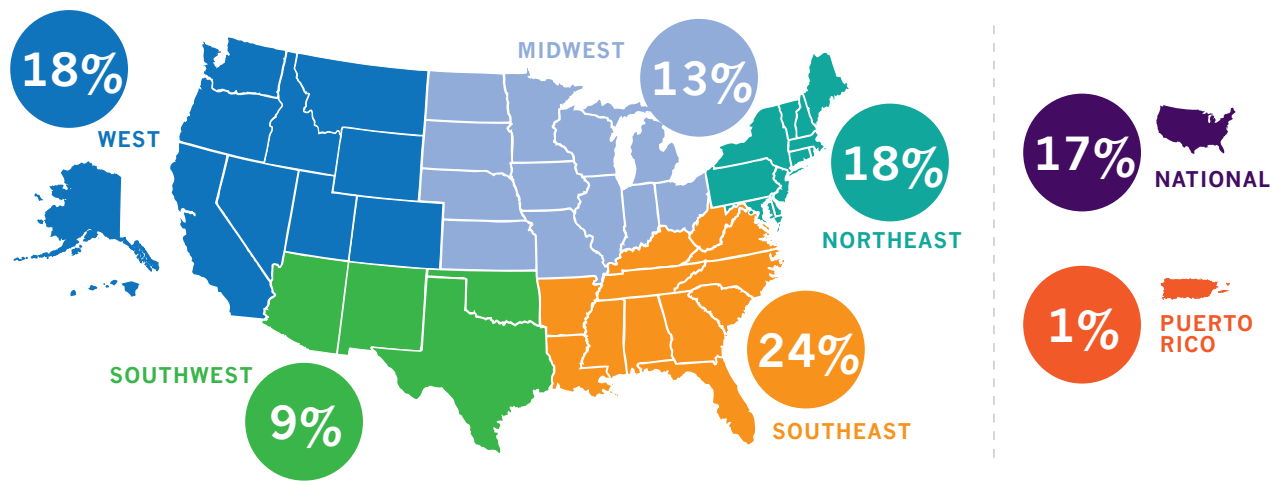 18%
WEST
MIDWEST
13%
18%
NORTHEAST
SOUTHWEST
9%
24%
SOUTHEAST
17%
NATIONAL
1%
PUERTO
RICO